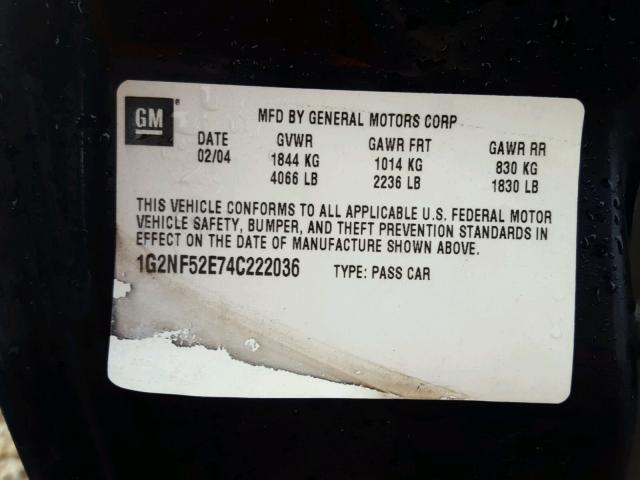 GM®
MFD BY GENERAL MOTORS CORP
DATE GVWR GAWR FRT GAWR RR
02/04 1844 KG 1014 KG 830 KG
4066 LB 2236 LB 1830 LB
THIS VEHICLE CONFORMS TO ALL APPLICABLE U.S. FEDERAL MOTOR
VEHICLE SAFETY, BUMPER, AND THEFT PREVENTION STANDARDS IN
EFFECT ON THE DATE OF MANUFACTURE SHOWN ABOVE.
1G2NF52E74C222036 TYPE: PASS CAR